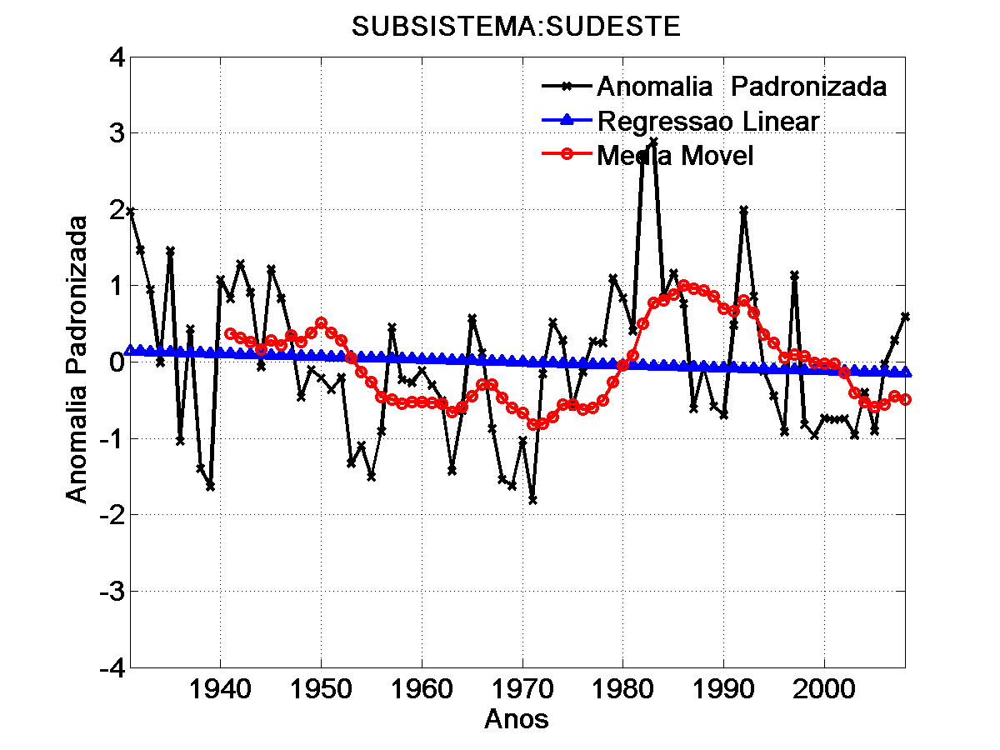 SUBSISTEMA:SUDESTE
Anomalia Padronizada
Regressao Linear
Media Movel
Anomalia Padronizada
4
3
2
1
0
-1
-2
-3
-4
1940 1950 1960 1970 1980 1990 2000
Anos